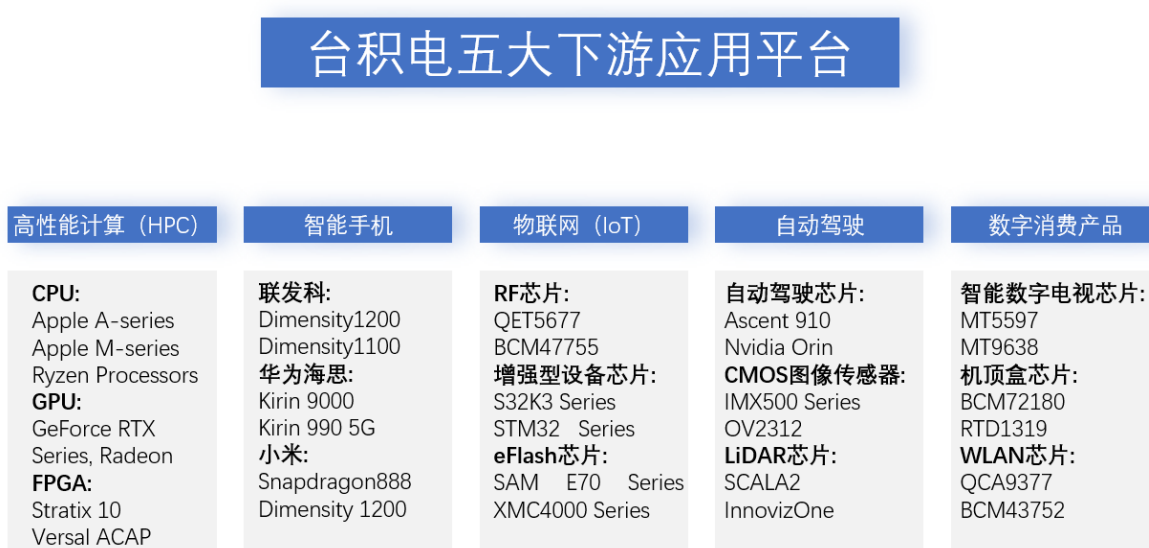 台积电五大下游应用平台
高性能计算（HPC）
CPU:
Apple A-series
Apple M-series
Ryzen Processors
GPU:
GeForce RTX
Series, Radeon
FPGA:
Stratix 10
Versal ACAP
智能手机
联发科:
Dimensity1200
Dimensity1100
华为海思:
Kirin 9000
Kirin 990 5G
小米:
Snapdragon888
Dimensity 1200
物联网（IoT）
RF芯片:
QET5677
BCM47755
增强型设备芯片:
S32K3 Series
STM32 Series
eFlash芯片:
SAM E70 Series
XMC4000 Series
自动驾驶
自动驾驶芯片:
Ascent 910
Nvidia Orin
CMOS图像传感器:
IMX500 Series
OV2312
LiDAR芯片:
SCALA2
InnovizOne
数字消费产品
智能数字电视芯片:
MT5597
MT9638
机顶盒芯片:
BCM72180
RTD1319
WLAN芯片:
QCA9377
BCM43752